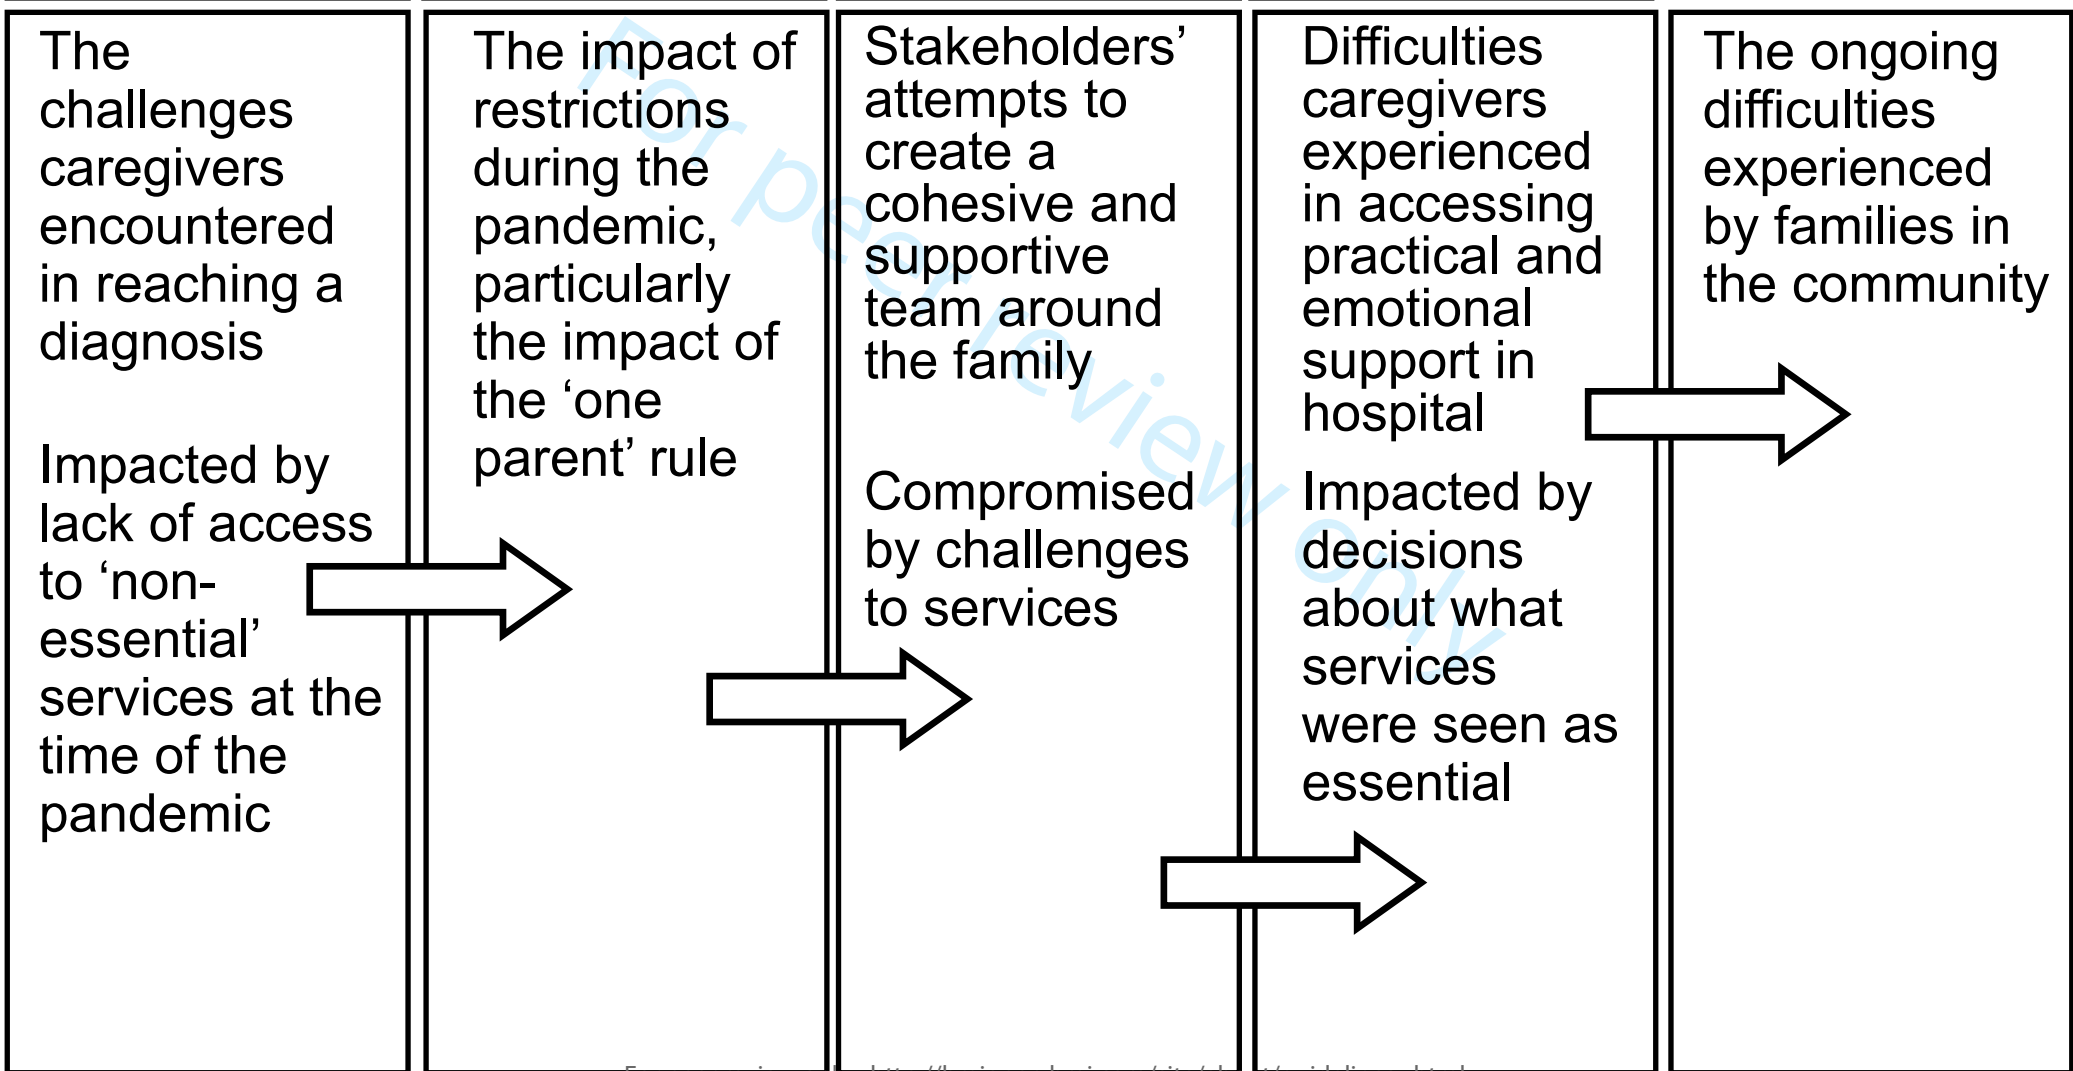 The
challenges
caregivers
encountered
in reaching a
diagnosis
Impacted by
lack of access
to ‘non-
essential’
services at the
time of the
pandemic
The impact of
restrictions
during the
pandemic,
particularly
the impact of
the ‘one
parent’ rule
Stakeholders’
attempts to
create a
cohesive and
supportive
team around
the family
Compromised
by challenges
to services
Difficulties
caregivers
experienced
in accessing
practical and
emotional
support in
hospital
Impacted by
decisions
about what
services
were seen as
essential
The ongoing
difficulties
experienced
by families in
the community
For peer review only